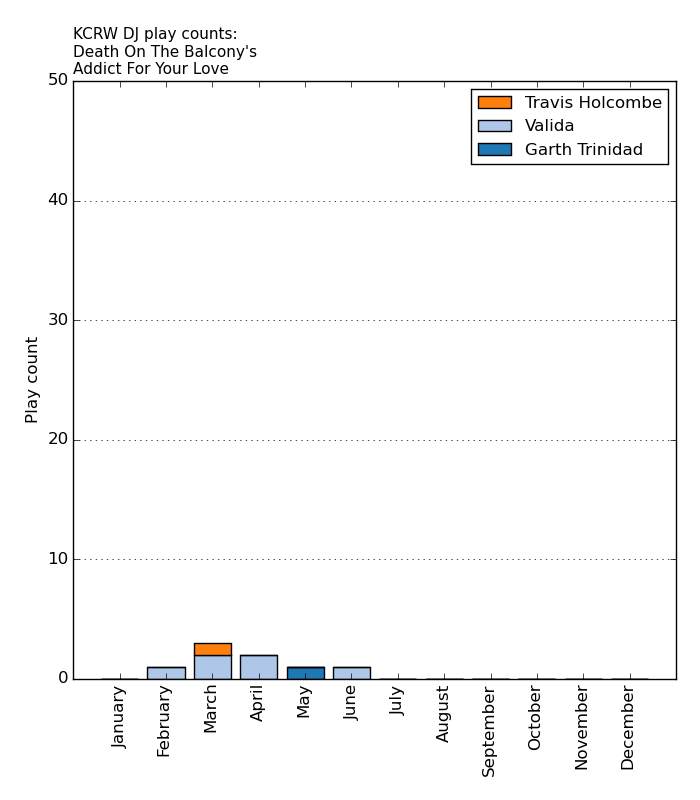 KCRW DJ play counts:
Death On The Balcony's
Addict For Your Love
Travis Holcombe
Valida
Garth Trinidad
Play count
50
40
30
20
10
0
January
February
March
April
May
June
July
August
September
October
November
December